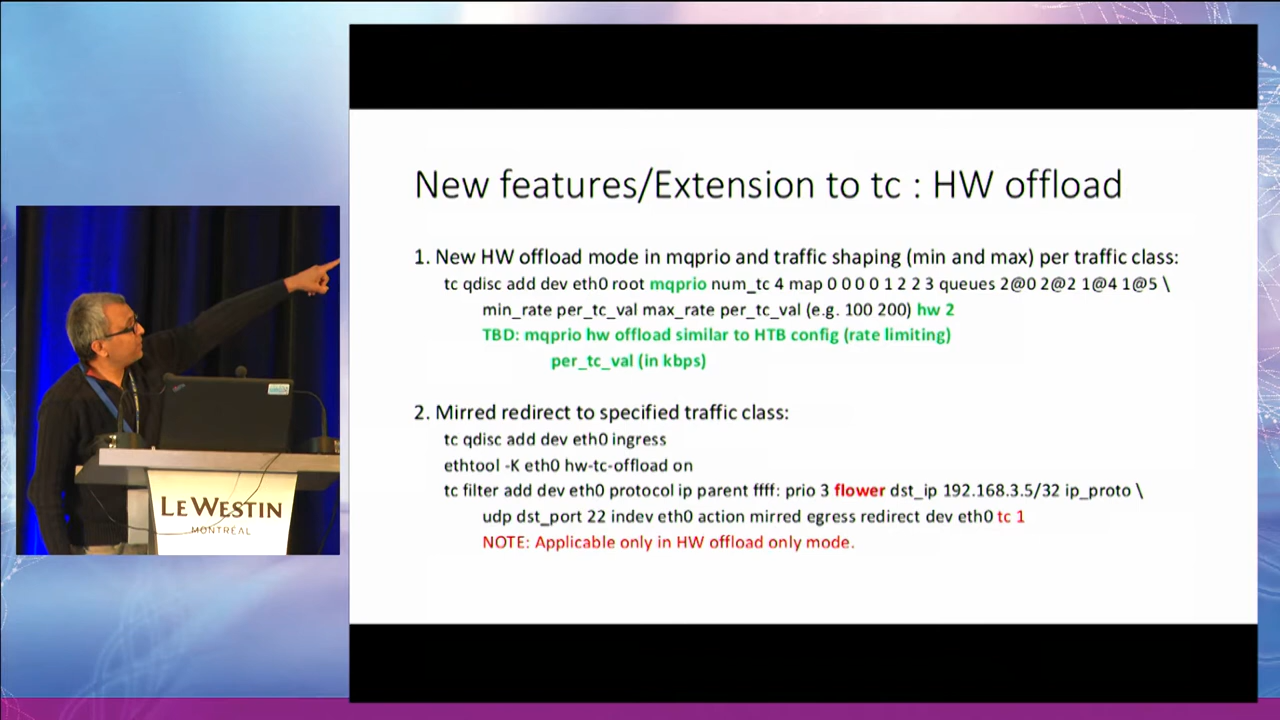 New features/Extension to tc : HW offload
1. New HW offload mode in mqprio and traffic shaping (min and max) per traffic class:
tc qdisc add dev eth0 root mqprio num_tc 4 map 0 0 0 0 1 2 2 3 queues 2@0 2@2 1@4 1@5 \
min_rate per_tc_val max_rate per_tc_val (e.g. 100 200) hw 2
TBD: mqprio hw offload similar to HTB config (rate limiting)
per_tc_val (in kbps)
2. Mirred redirect to specified traffic class:
tc qdisc add dev eth0 ingress
ethtool -K eth0 hw-tc-offload on
tc filter add dev eth0 protocol ip parent ffff: prio 3 flower dst_ip 192.168.3.5/32 ip_proto \
udp dst_port 22 indev eth0 action mirred egress redirect dev eth0 tc 1
NOTE: Applicable only in HW offload only mode.
LE WESTIN
MONTRÉAL